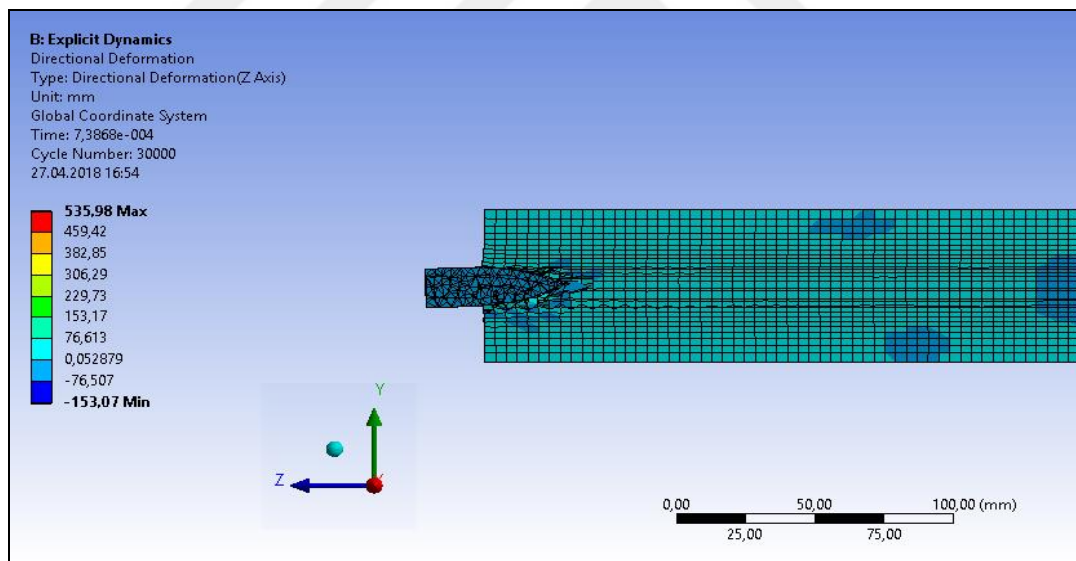 B: Explicit Dynamics
Directional Deformation
Type: Directional Deformation(Z Axis)
Unit: mm
Global Coordinate System
Time: 7,3868e-004
Cycle Number: 30000
27.04.2018 16:54
535,98 Max
459,42
382,85
306,29
229,73
153,17
76,613
0,052879
-76,507
-153,07 Min
Y
Z
0,00 50,00 100,00 (mm)
25,00 75,00